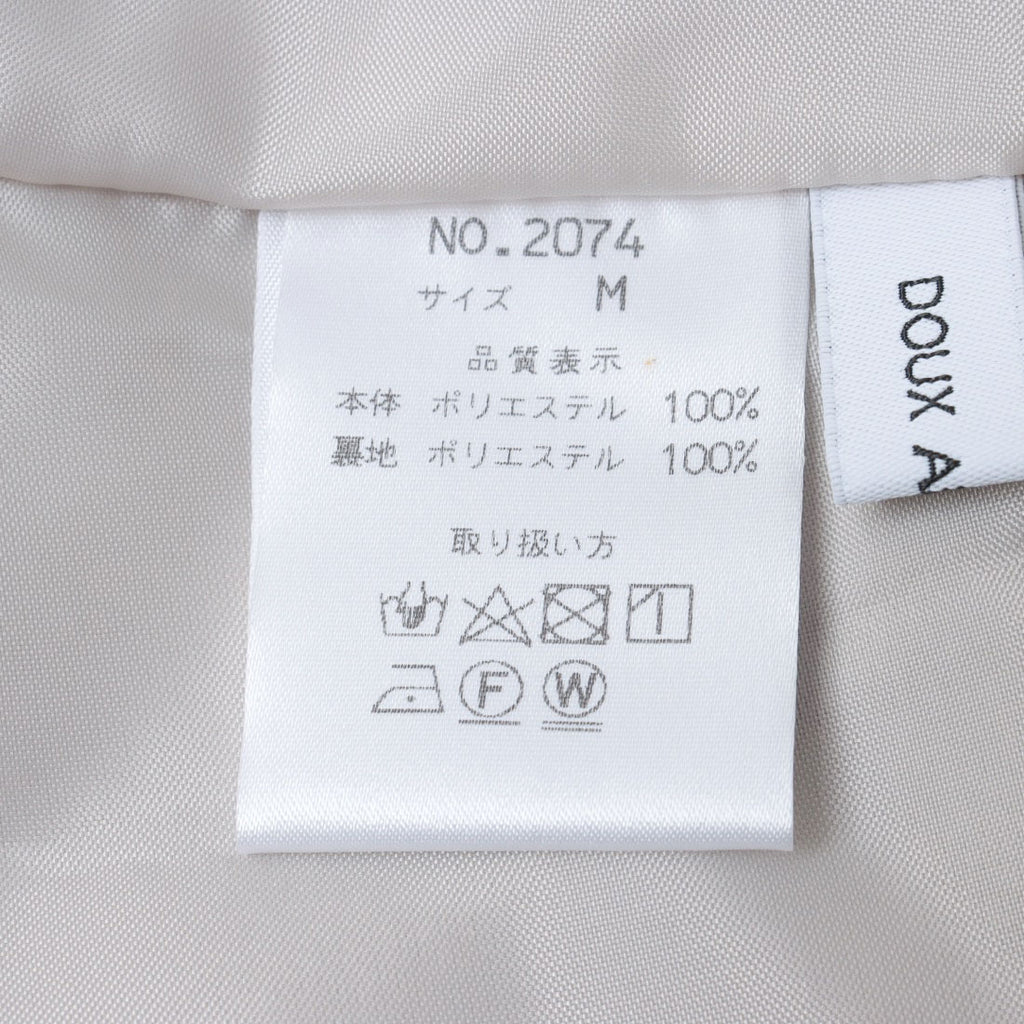 NO.2074
サイズ M
品質表示
本体 ポリエステル 100%
裏地 ポリエステル 100%
取り扱い方
F W
DOUX